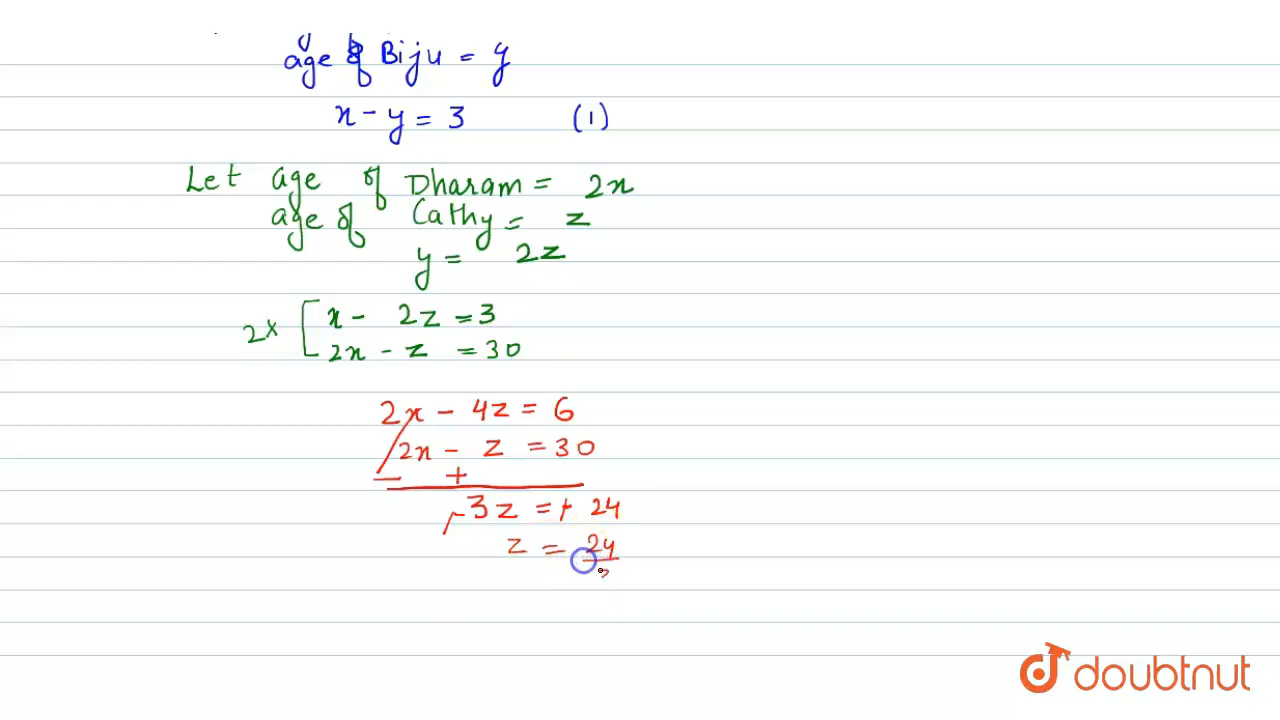 age of Biju = y
x - y = 3 (1)
Let age of Dharam = 2x
age of Cathy = z
y = 2z
2x [ x - 2z = 3
2x - z = 30
2x - 4z = 6
2x - z = 30
- +
-3z = + 24
z = 24
doubtnut